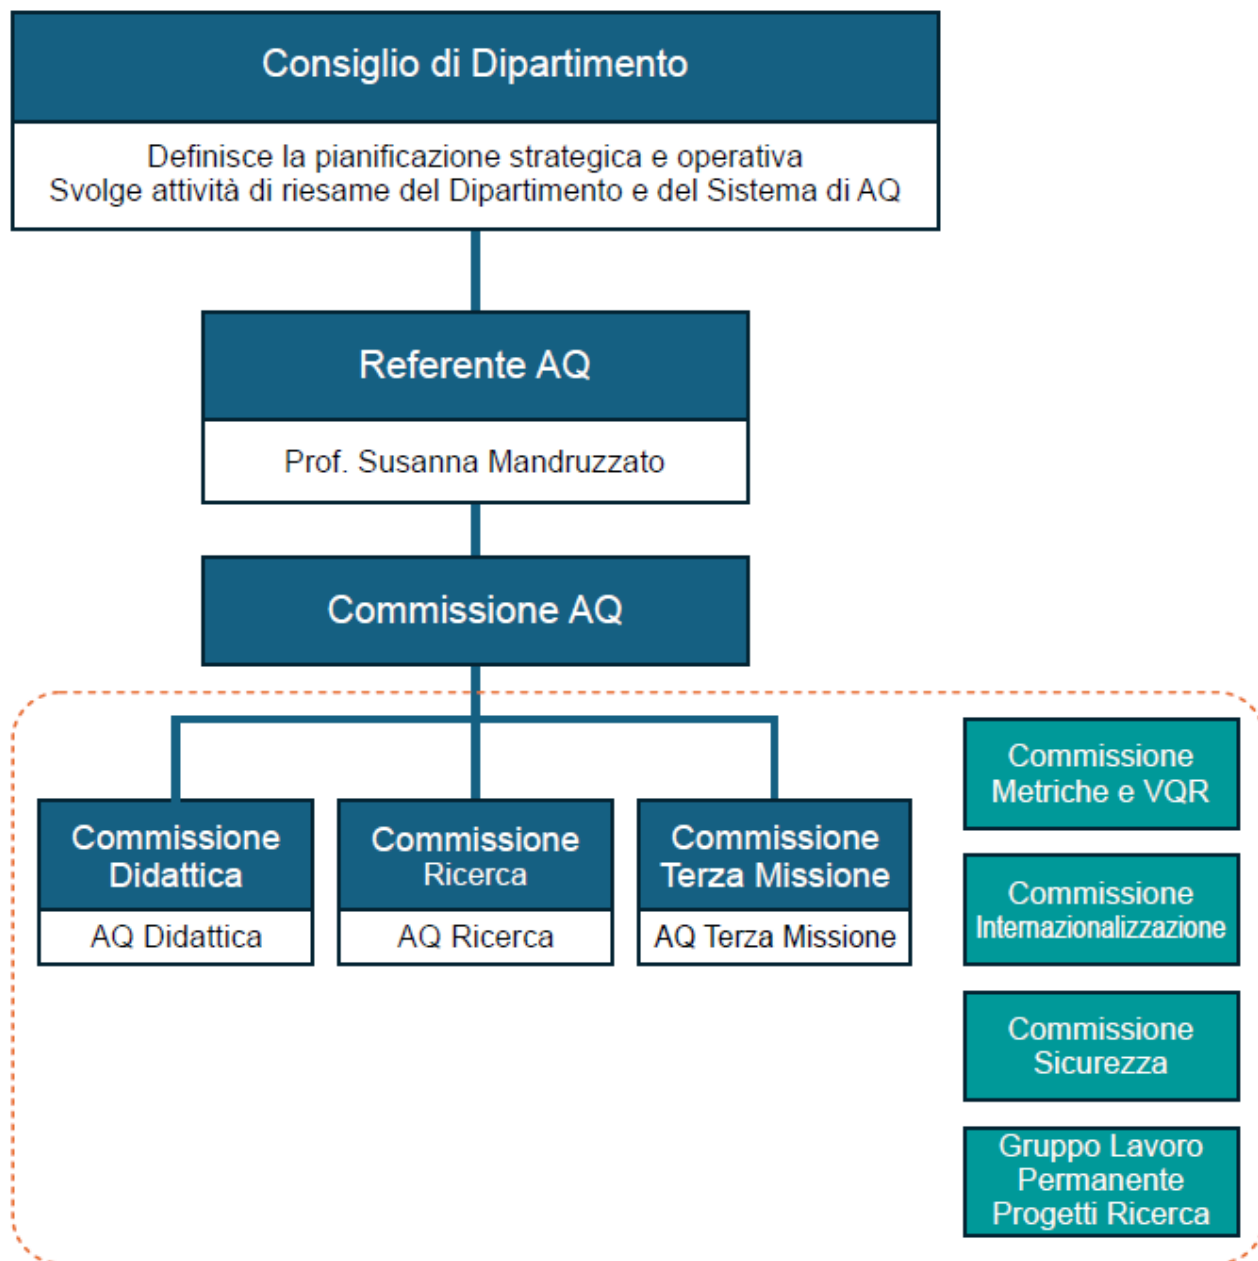 Consiglio di Dipartimento
Definisce la pianificazione strategica e operativa
Svolge attività di riesame del Dipartimento e del Sistema di AQ
Referente AQ
Prof. Susanna Mandruzzato
Commissione AQ
Commissione
Didattica
AQ Didattica
Commissione
Ricerca
AQ Ricerca
Commissione
Terza Missione
AQ Terza Missione
Commissione
Metriche e VQR
Commissione
Internazionalizzazione
Commissione
Sicurezza
Gruppo Lavoro
Permanente
Progetti Ricerca